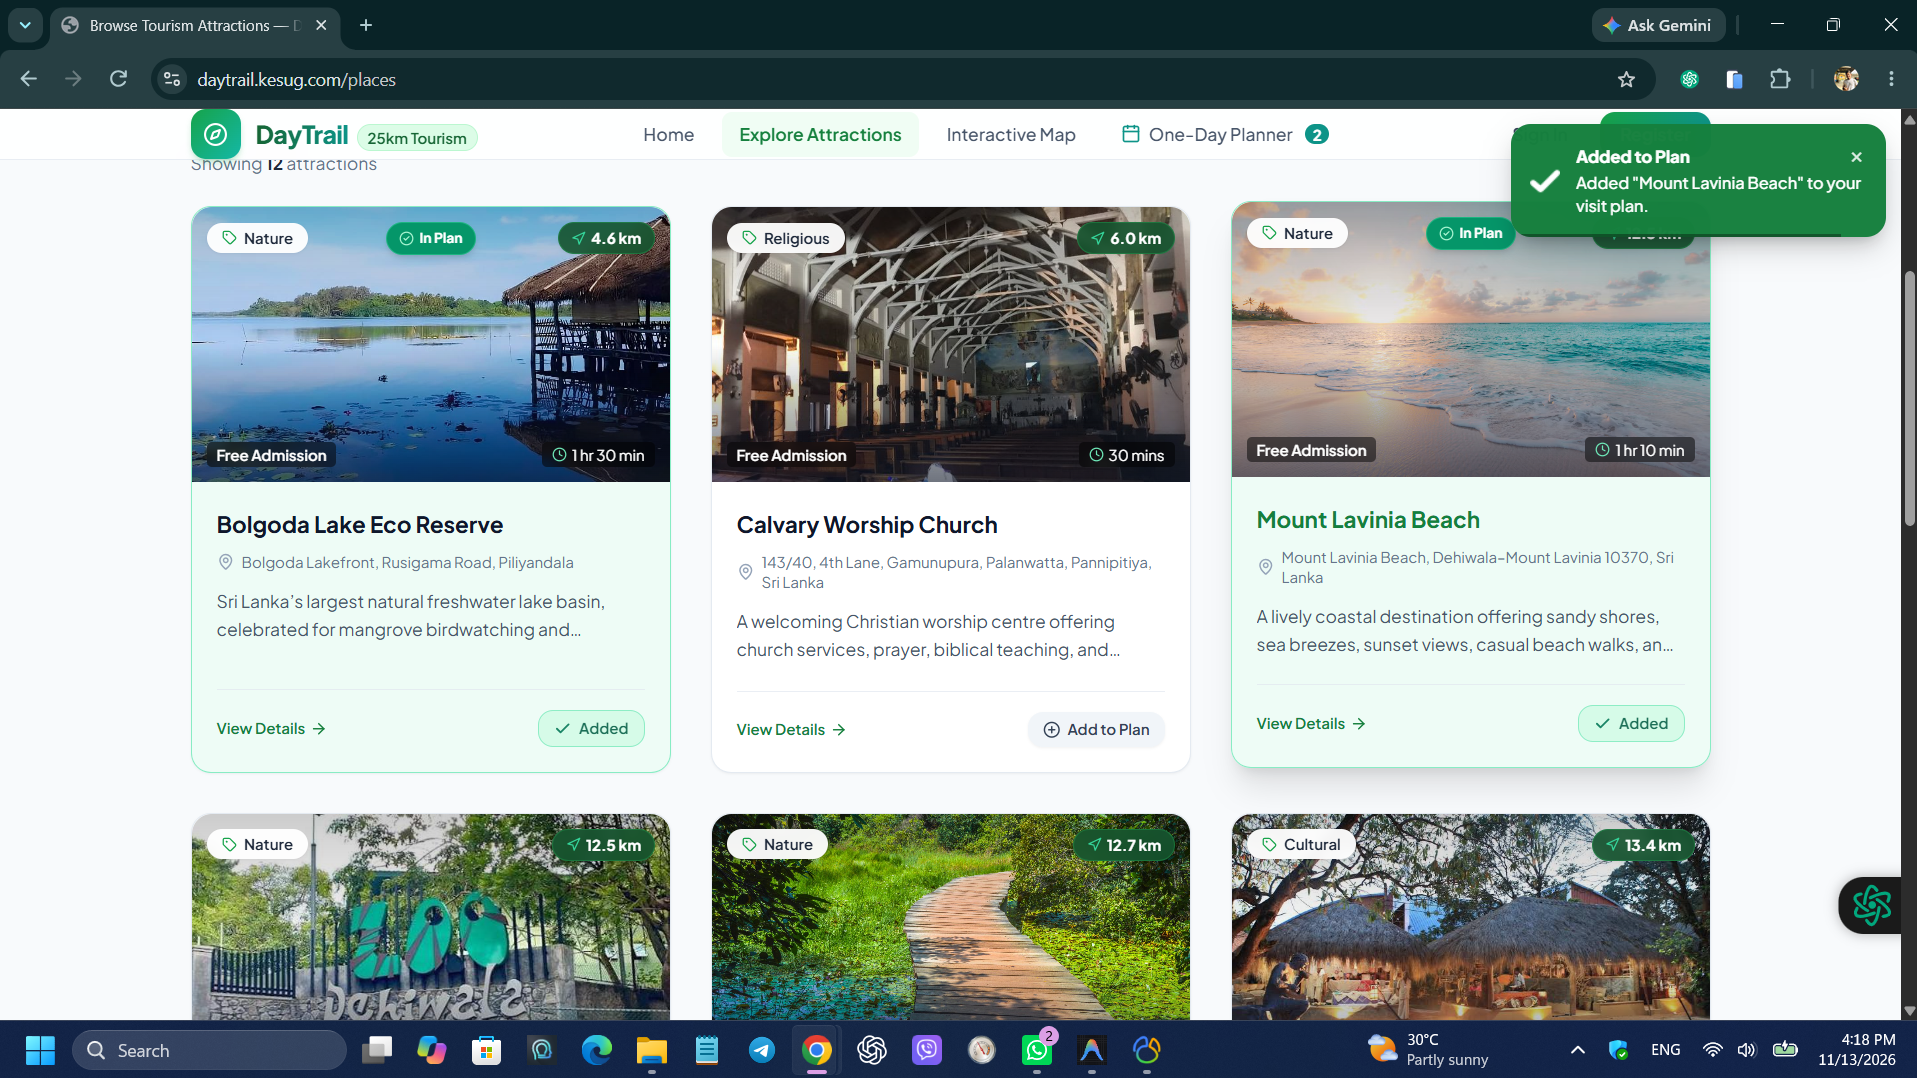 Browse Tourism Attractions — D
Ask Gemini
daytrail.kesug.com/places
DayTrail
25km Tourism
Home
Explore Attractions
Interactive Map
One-Day Planner
2
Showing 12 attractions
Added to Plan
Added "Mount Lavinia Beach" to your
visit plan.
Nature
In Plan
4.6 km
Free Admission
1 hr 30 min
Bolgoda Lake Eco Reserve
Bolgoda Lakefront, Rusigama Road, Piliyandala
Sri Lanka's largest natural freshwater lake basin,
celebrated for mangrove birdwatching and...
View Details →
Added
Religious
6.0 km
Free Admission
30 mins
Calvary Worship Church
143/40, 4th Lane, Gamunupura, Palanwatta, Pannipitiya,
Sri Lanka
A welcoming Christian worship centre offering
church services, prayer, biblical teaching, and...
View Details →
Add to Plan
Nature
In Plan
Free Admission
1 hr 10 min
Mount Lavinia Beach
Mount Lavinia Beach, Dehiwala-Mount Lavinia 10370, Sri
Lanka
A lively coastal destination offering sandy shores,
sea breezes, sunset views, casual beach walks, an...
View Details →
Added
Nature
12.5 km
ZOO
Dehiwala
Nature
12.7 km
Cultural
13.4 km
Search
2
30°C
Partly sunny
ENG
4:18 PM
11/13/2026